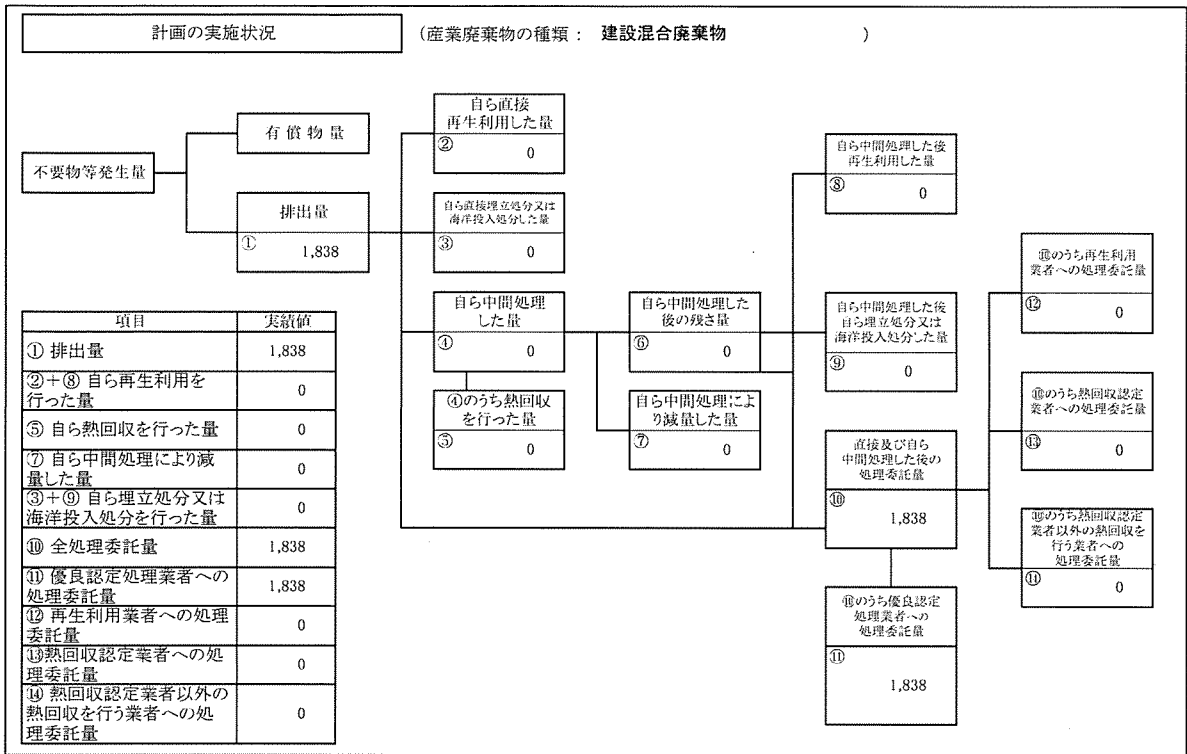 計画の実施状況
(産業廃棄物の種類： 建設混合廃棄物 )
不要物等発生量
有償物量
排出量
① 1,838
自ら直接
再生利用した量
② 0
自ら直接埋立処分又は
海洋投入処分した量
③ 0
自ら中間処理
した量
④ 0
④のうち熱回収
を行った量
⑤ 0
自ら中間処理した
後の残さ量
⑥ 0
自ら中間処理によ
り減量した量
⑦ 0
自ら中間処理した後
再生利用した量
⑧ 0
自ら中間処理した後
自ら埋立処分又は
海洋投入処分した量
⑨ 0
直接及び自ら
中間処理した後の
処理委託量
⑩ 1,838
⑩のうち優良認定
処理業者への
処理委託量
⑪ 1,838
⑩のうち再生利用
業者への処理委託量
⑫ 0
⑩のうち熱回収認定
業者への処理委託量
⑬ 0
⑩のうち熱回収認定
業者以外の熱回収を
行う業者への
処理委託量
⑭ 0
項目 実績値
① 排出量 1,838
②＋⑧ 自ら再生利用を
行った量 0
⑤ 自ら熱回収を行った量 0
⑦ 自ら中間処理により減
量した量 0
③＋⑨ 自ら埋立処分又は
海洋投入処分を行った量 0
⑩ 全処理委託量 1,838
⑪ 優良認定処理業者への
処理委託量 1,838
⑫ 再生利用業者への処理
委託量 0
⑬熱回収認定業者への処
理委託量 0
⑭ 熱回収認定業者以外の
熱回収を行う業者への処
理委託量 0